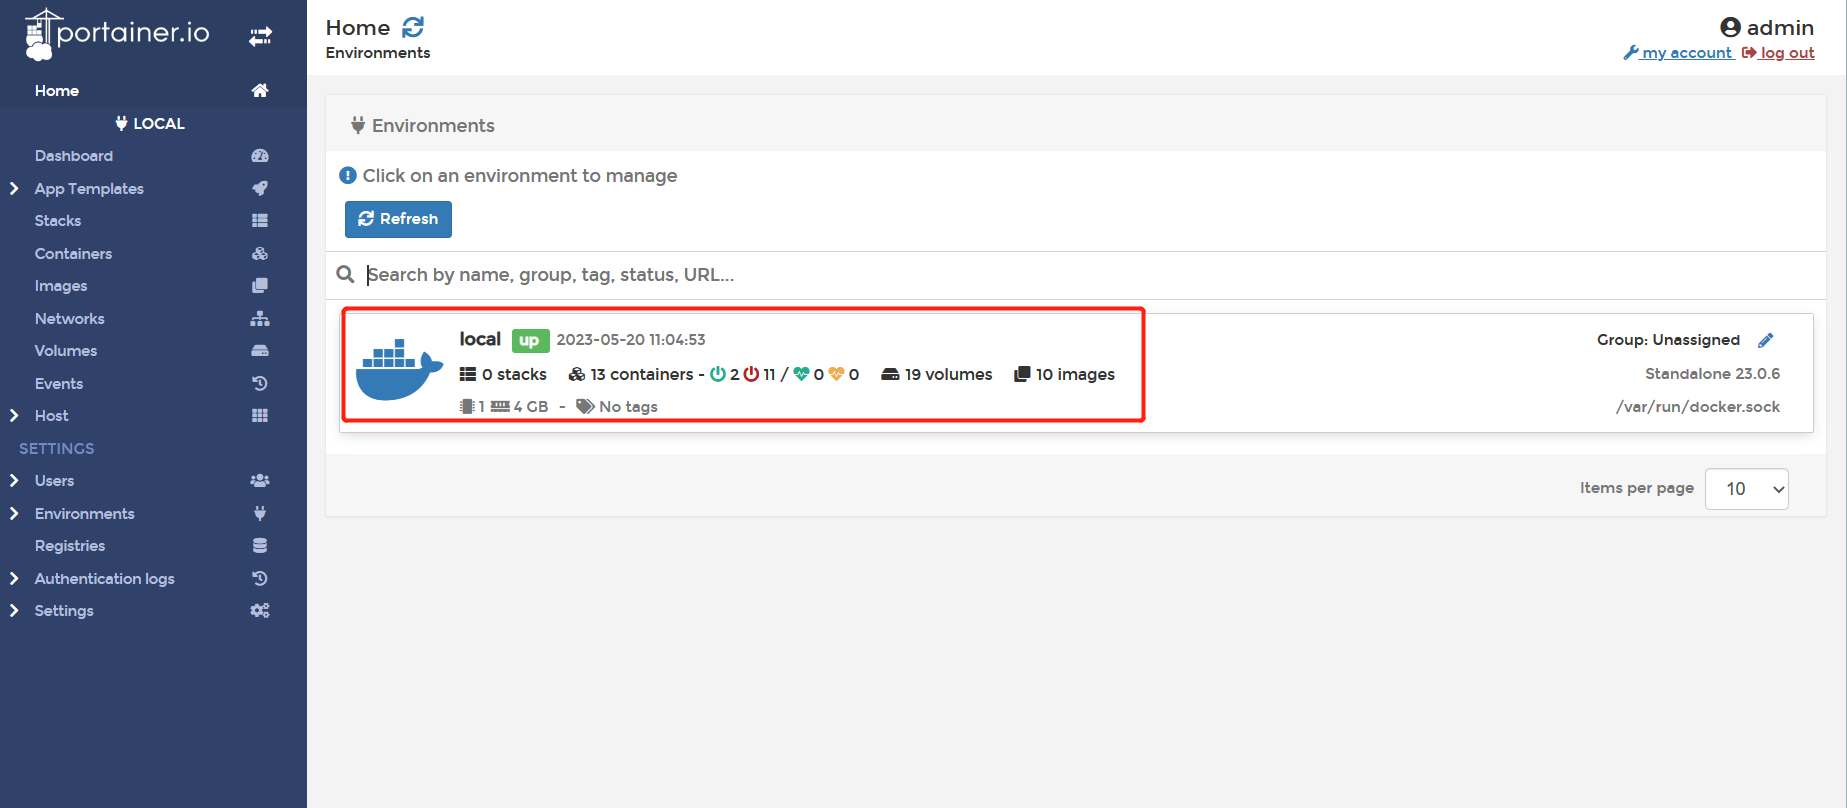 portainer.io
Home
LOCAL
Dashboard
App Templates
Stacks
Containers
Images
Networks
Volumes
Events
Host
SETTINGS
Users
Environments
Registries
Authentication logs
Settings
Home
Environments
admin
my account log out
Environments
Click on an environment to manage
Refresh
Search by name, group, tag, status, URL...
local up 2023-05-20 11:04:53
0 stacks 13 containers - 2 11 / 0 0 19 volumes 10 images
1 4 GB - No tags
Group: Unassigned
Standalone 23.0.6
/var/run/docker.sock
Items per page 10